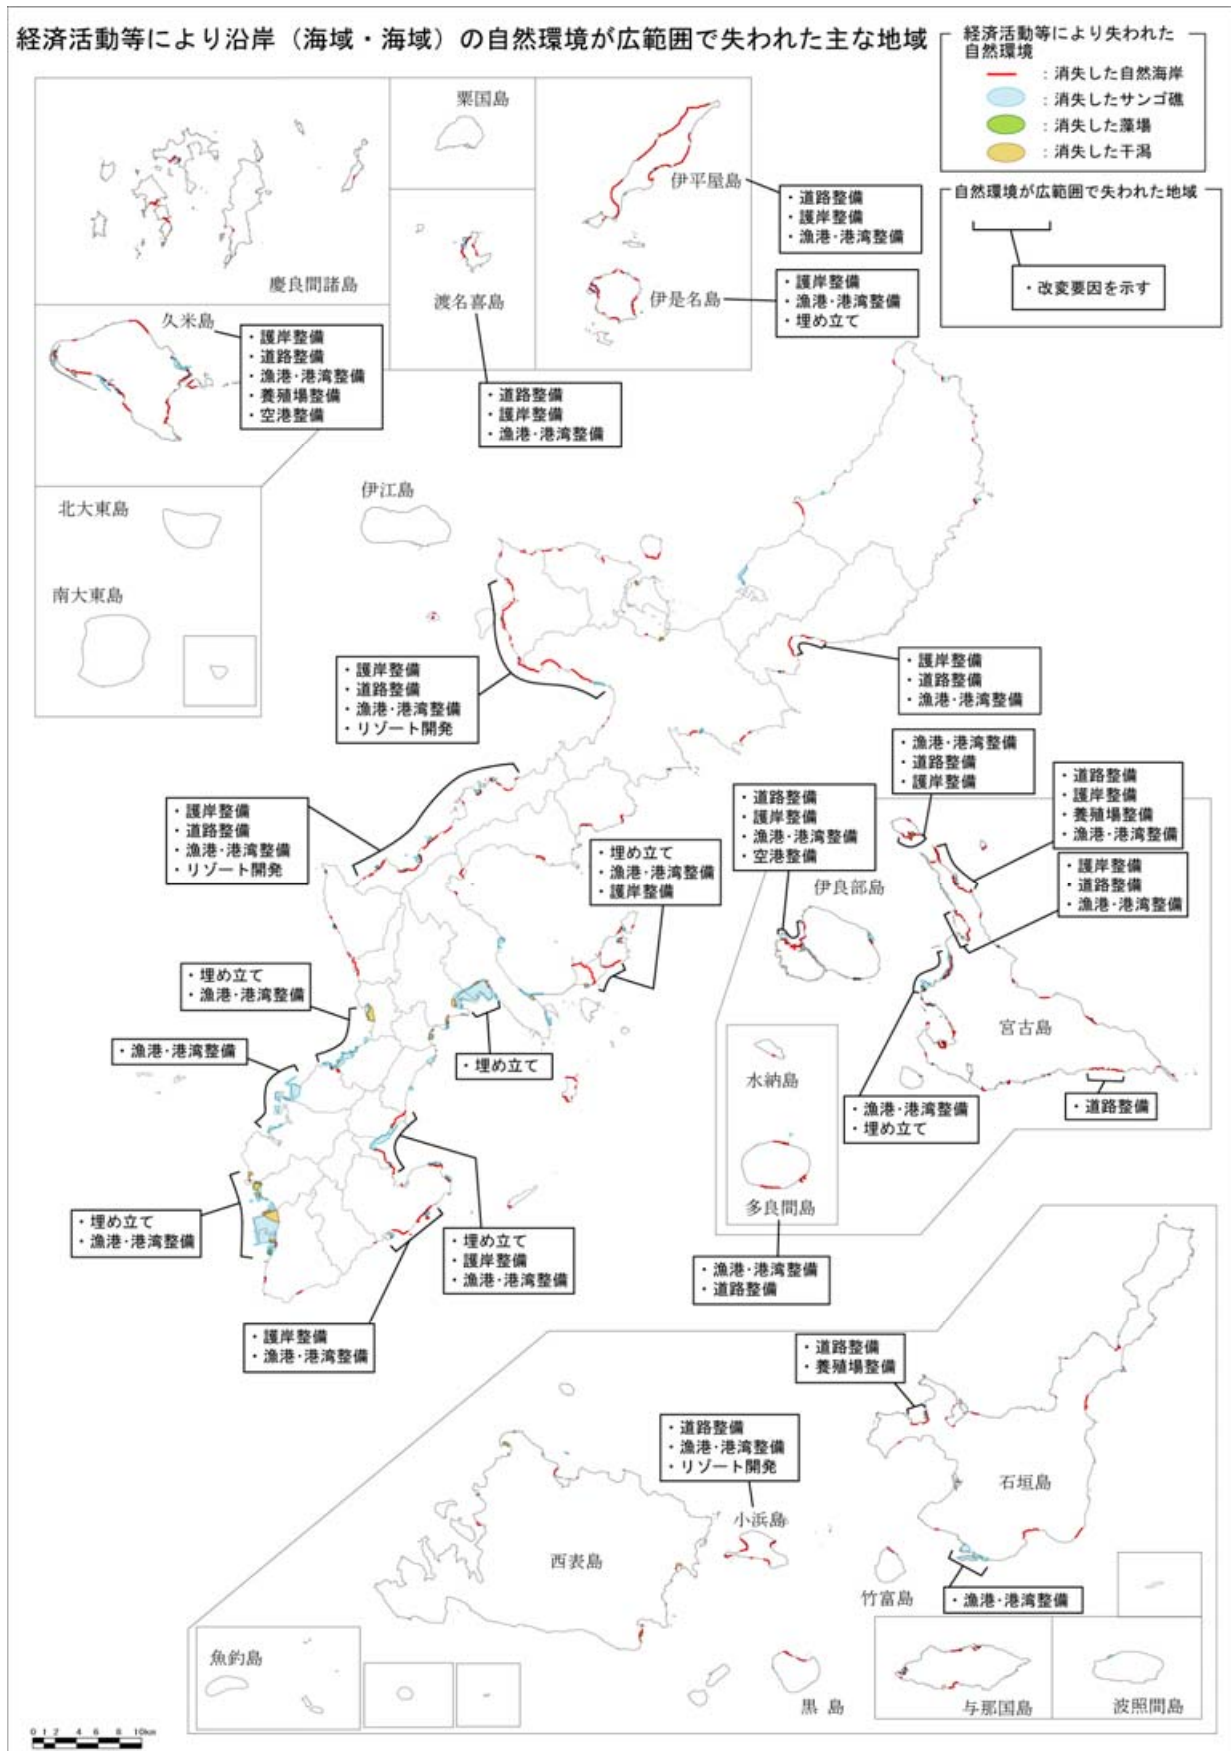 経済活動等により沿岸（海域・海域）の自然環境が広範囲で失われた主な地域
経済活動等により失われた
自然環境
：消失した自然海岸
：消失したサンゴ礁
：消失した藻場
：消失した干潟
自然環境が広範囲で失われた地域
・改変要因を示す
慶良間諸島
粟国島
渡名喜島
・道路整備
・護岸整備
・漁港・港湾整備
伊平屋島
・道路整備
・護岸整備
・漁港・港湾整備
伊是名島
・護岸整備
・漁港・港湾整備
・埋め立て
久米島
・護岸整備
・道路整備
・漁港・港湾整備
・養殖場整備
・空港整備
北大東島
南大東島
伊江島
・護岸整備
・道路整備
・漁港・港湾整備
・リゾート開発
・護岸整備
・道路整備
・漁港・港湾整備
・護岸整備
・道路整備
・漁港・港湾整備
・リゾート開発
・埋め立て
・漁港・港湾整備
・護岸整備
・埋め立て
・漁港・港湾整備
・漁港・港湾整備
・埋め立て
・埋め立て
・漁港・港湾整備
・埋め立て
・護岸整備
・漁港・港湾整備
・護岸整備
・漁港・港湾整備
・漁港・港湾整備
・道路整備
・護岸整備
・道路整備
・護岸整備
・養殖場整備
・漁港・港湾整備
・道路整備
・護岸整備
・漁港・港湾整備
・空港整備
・護岸整備
・道路整備
・漁港・港湾整備
伊良部島
宮古島
・漁港・港湾整備
・埋め立て
・道路整備
水納島
多良間島
・漁港・港湾整備
・道路整備
・道路整備
・養殖場整備
石垣島
・道路整備
・漁港・港湾整備
・リゾート開発
小浜島
西表島
竹富島
・漁港・港湾整備
魚釣島
黒島
与那国島
波照間島
0 1 2 4 6 8 10km